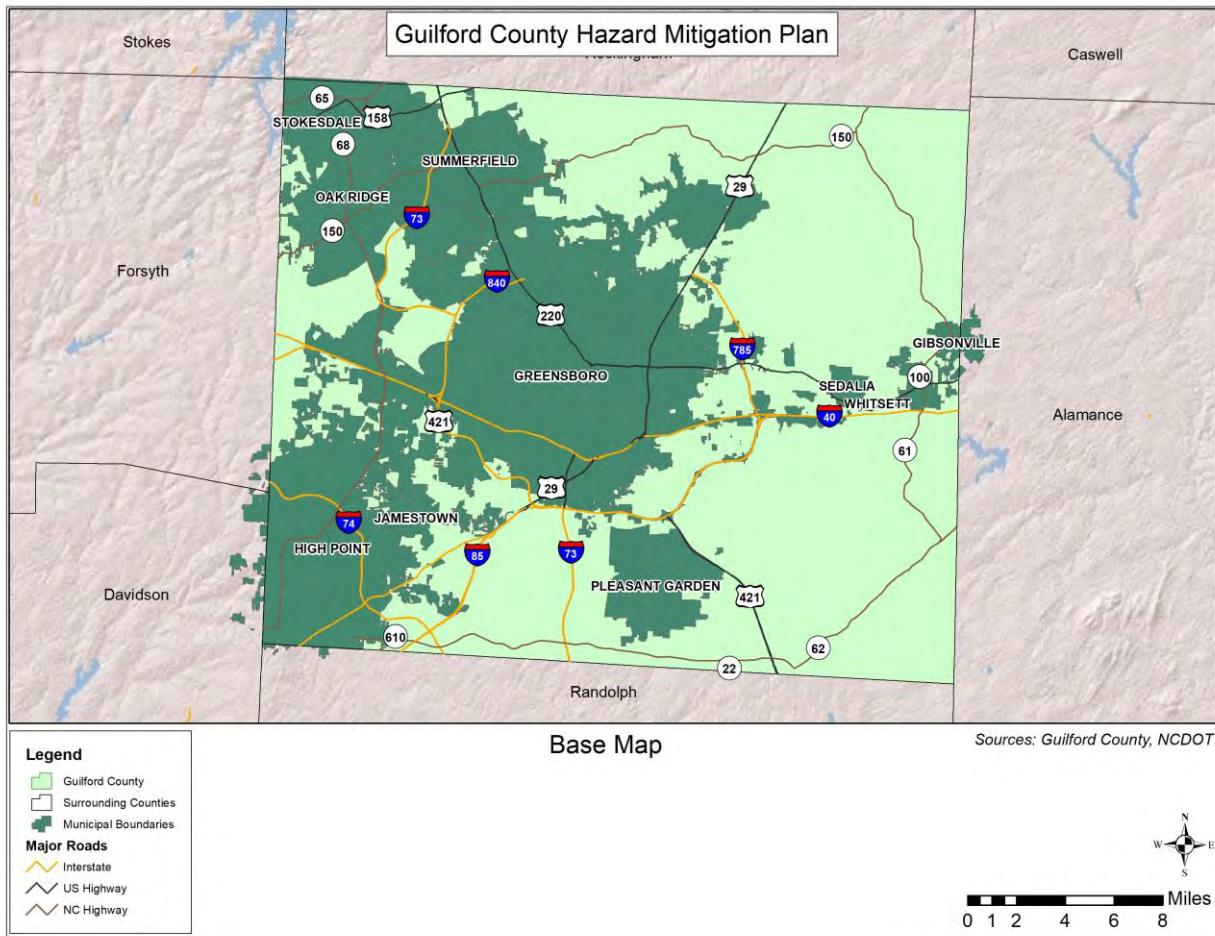 Guilford County Hazard Mitigation Plan
Stokes
Caswell
65
158
STOKESDALE
68
150
SUMMERFIELD
29
OAK RIDGE
73
150
Forsyth
840
220
GIBSONVILLE
785
100
GREENSBORO
SEDALIA
WHITSETT
421
40
Alamance
61
29
74
JAMESTOWN
HIGH POINT
85
73
PLEASANT GARDEN
421
Davidson
610
62
22
Randolph
Base Map
Sources: Guilford County, NCDOT
Legend
Guilford County
Surrounding Counties
Municipal Boundaries
Major Roads
Interstate
US Highway
NC Highway
N
W E
S
Miles
0 1 2 4 6 8